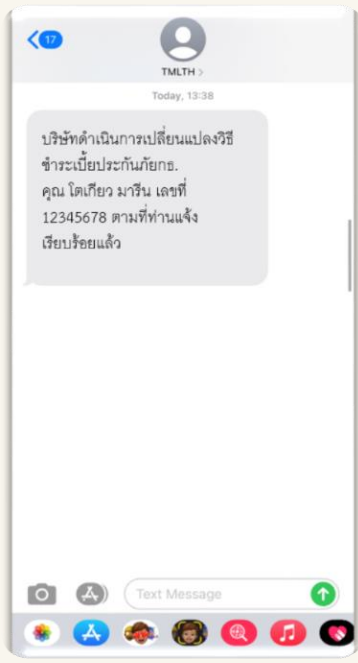 17
TMLTH >
Today, 13:38
บริษัทดำเนินการเปลี่ยนแปลงวิธี
ชำระเบี้ยประกันภัยกธ.
คุณ โตเกียว มารีน เลขที่
12345678 ตามที่ท่านแจ้ง
เรียบร้อยแล้ว
Text Message